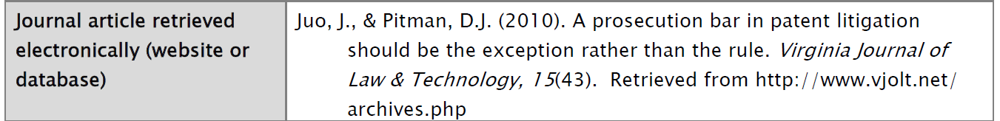 Journal article retrieved
electronically (website or
database)
Juo, J., & Pitman, D.J. (2010). A prosecution bar in patent litigation
should be the exception rather than the rule. Virginia Journal of
Law & Technology, 15(43).  Retrieved from http://www.vjolt.net/
archives.php